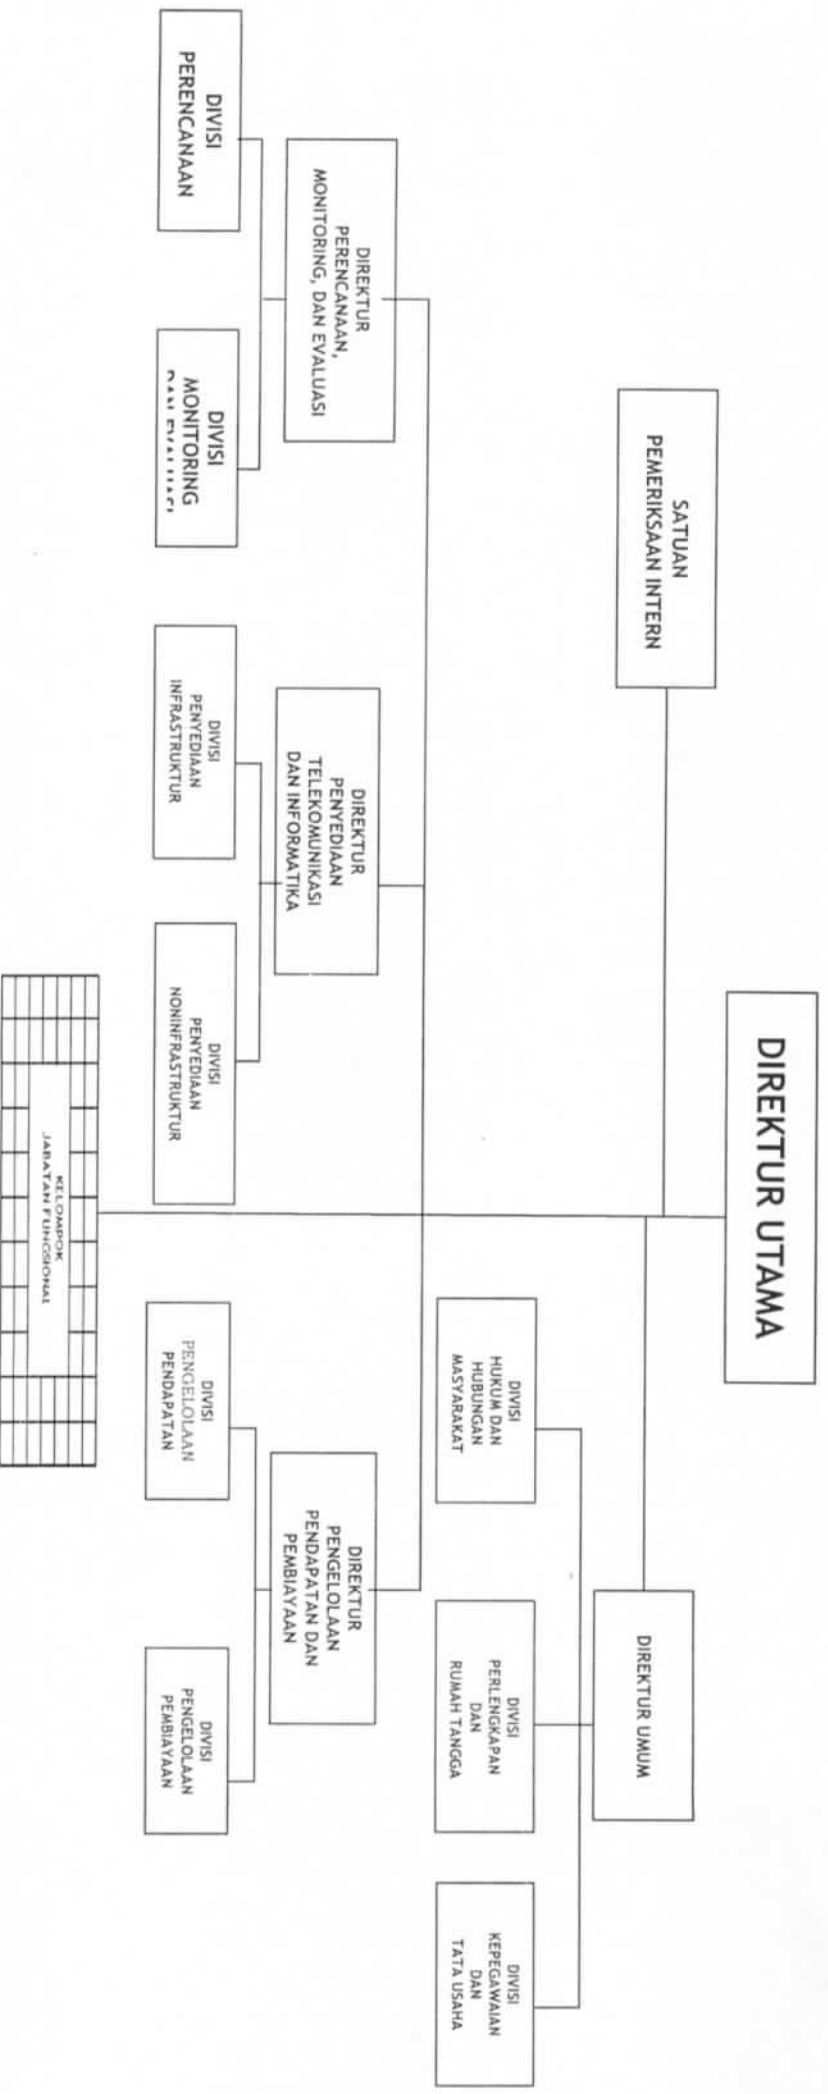 DIREKTUR UTAMA
SATUAN
PEMERIKSAAN INTERN
DIREKTUR UMUM
DIVISI
HUKUM DAN
HUBUNGAN
MASYARAKAT
DIVISI
PERLENGKAPAN
DAN
RUMAH TANGGA
DIVISI
KEPEGAWAIAN
DAN
TATA USAHA
DIREKTUR
PERENCANAAN,
MONITORING, DAN EVALUASI
DIREKTUR
PENYEDIAAN
TELEKOMUNIKASI
DAN INFORMATIKA
DIREKTUR
PENGELOLAAN
PENDAPATAN DAN
PEMBIAYAAN
DIVISI
PERENCANAAN
DIVISI
MONITORING
DAN EVALUASI
DIVISI
PENYEDIAAN
INFRASTRUKTUR
DIVISI
PENYEDIAAN
NONINFRASTRUKTUR
DIVISI
PENGELOLAAN
PENDAPATAN
DIVISI
PENGELOLAAN
PEMBIAYAAN
KELOMPOK
JABATAN FUNGSIONAL